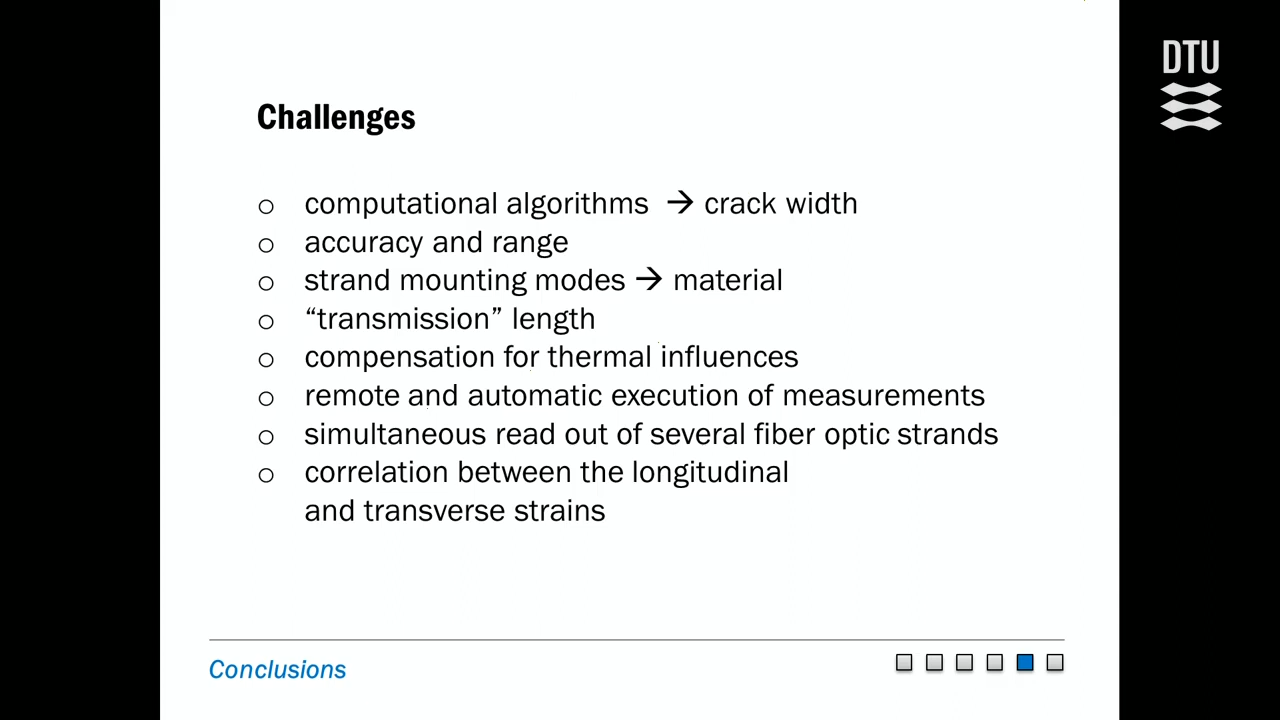 DTU
Challenges
o computational algorithms → crack width
o accuracy and range
o strand mounting modes → material
o “transmission” length
o compensation for thermal influences
o remote and automatic execution of measurements
o simultaneous read out of several fiber optic strands
o correlation between the longitudinal
and transverse strains
Conclusions